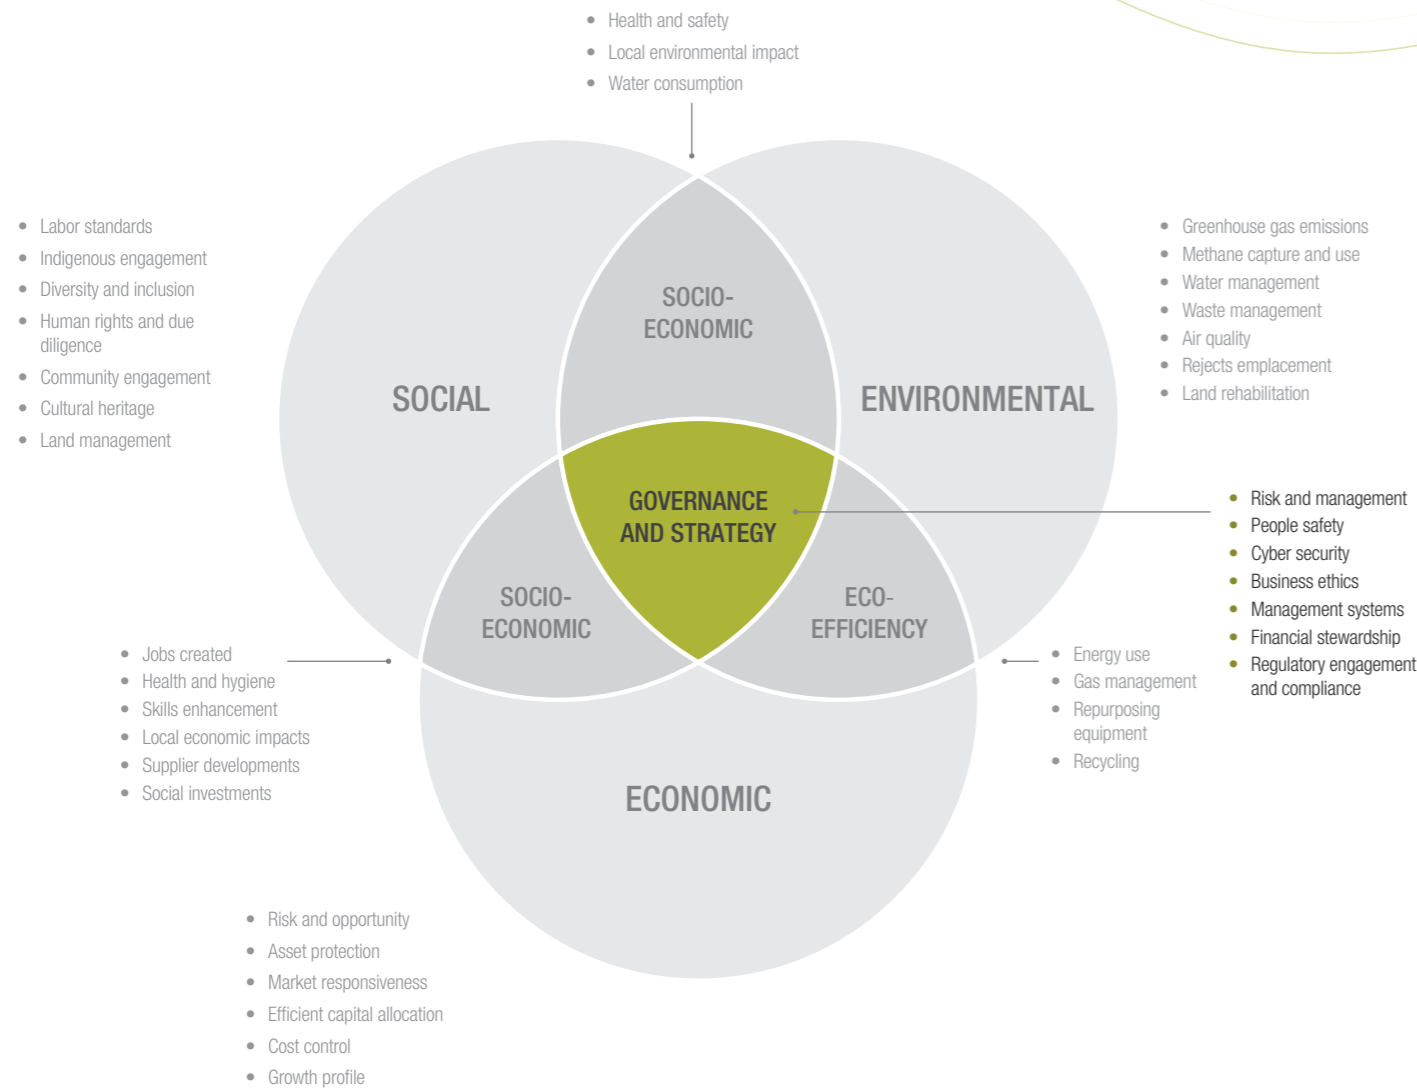 • Health and safety
• Local environmental impact
• Water consumption
• Labor standards
• Indigenous engagement
• Diversity and inclusion
• Human rights and due
diligence
• Community engagement
• Cultural heritage
• Land management
• Greenhouse gas emissions
• Methane capture and use
• Water management
• Waste management
• Air quality
• Rejects emplacement
• Land rehabilitation
SOCIO-
ECONOMIC
SOCIAL
ENVIRONMENTAL
GOVERNANCE
AND STRATEGY
• Risk and management
• People safety
• Cyber security
• Business ethics
• Management systems
• Financial stewardship
• Regulatory engagement
and compliance
SOCIO-
ECONOMIC
ECO-
EFFICIENCY
• Jobs created
• Health and hygiene
• Skills enhancement
• Local economic impacts
• Supplier developments
• Social investments
• Energy use
• Gas management
• Repurposing
equipment
• Recycling
ECONOMIC
• Risk and opportunity
• Asset protection
• Market responsiveness
• Efficient capital allocation
• Cost control
• Growth profile